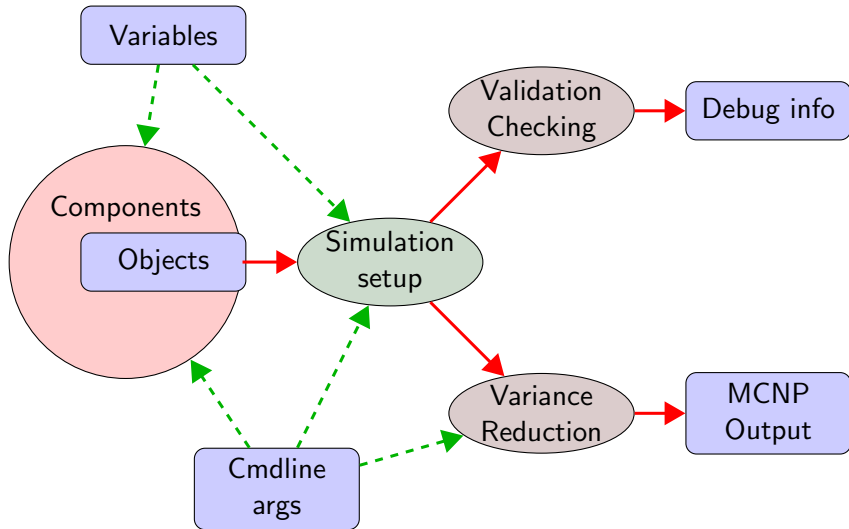 Variables
Validation
Checking
Debug info
Components
Objects
Simulation
setup
Variance
Reduction
MCNP
Output
Cmdline
args